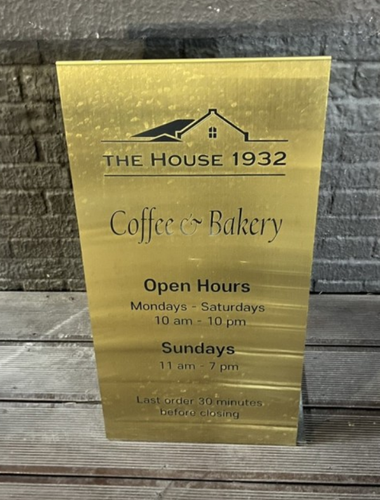 THE HOUSE 1932
Coffee & Bakery
Open Hours
Mondays - Saturdays
10 am - 10 pm
Sundays
11 am - 7 pm
Last order 30 minutes
before closing